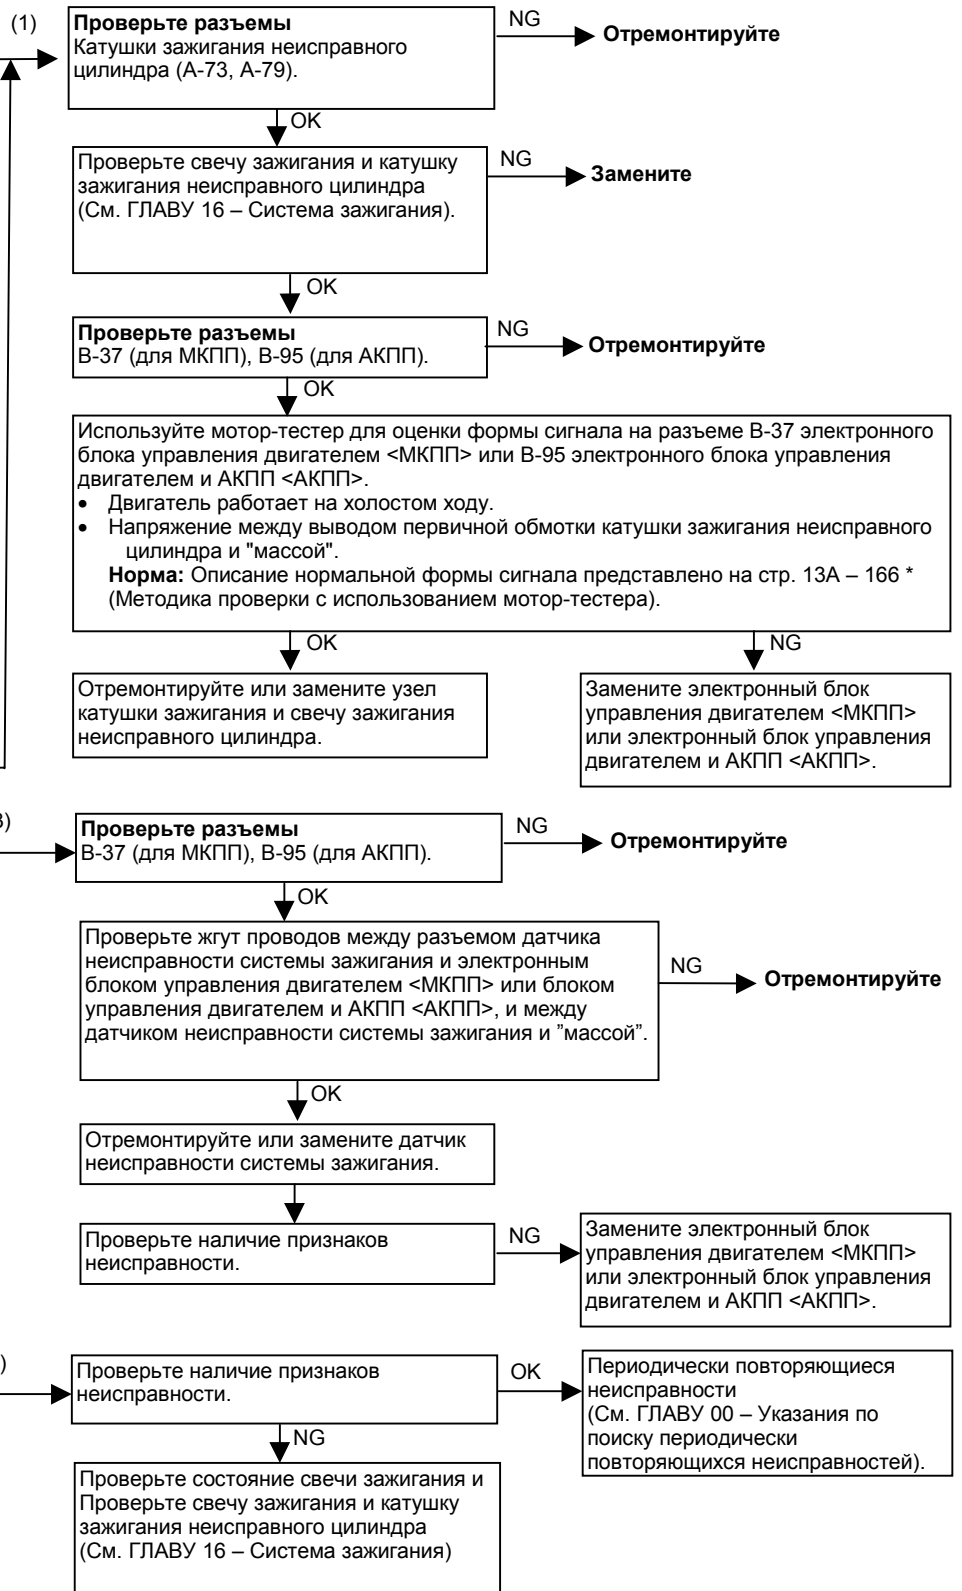 (1)
Проверьте разъемы
Катушки зажигания неисправного
цилиндра (А-73, А-79).
NG
Отремонтируйте
OK
Проверьте свечу зажигания и катушку
зажигания неисправного цилиндра
(См. ГЛАВУ 16 – Система зажигания).
NG
Замените
OK
Проверьте разъемы
В-37 (для МКПП), В-95 (для АКПП).
NG
Отремонтируйте
OK
Используйте мотор-тестер для оценки формы сигнала на разъеме В-37 электронного
блока управления двигателем <МКПП> или В-95 электронного блока управления
двигателем и АКПП <АКПП>.
• Двигатель работает на холостом ходу.
• Напряжение между выводом первичной обмотки катушки зажигания неисправного
цилиндра и "массой".
Норма: Описание нормальной формы сигнала представлено на стр. 13А – 166 *
(Методика проверки с использованием мотор-тестера).
OK
NG
Отремонтируйте или замените узел
катушки зажигания и свечу зажигания
неисправного цилиндра.
Замените электронный блок
управления двигателем <МКПП>
или электронный блок управления
двигателем и АКПП <АКПП>.
3)
Проверьте разъемы
В-37 (для МКПП), В-95 (для АКПП).
NG
Отремонтируйте
OK
Проверьте жгут проводов между разъемом датчика
неисправности системы зажигания и электронным
блоком управления двигателем <МКПП> или блоком
управления двигателем и АКПП <АКПП>, и между
датчиком неисправности системы зажигания и ”массой”.
NG
Отремонтируйте
OK
Отремонтируйте или замените датчик
неисправности системы зажигания.
Проверьте наличие признаков
неисправности.
NG
Замените электронный блок
управления двигателем <МКПП>
или электронный блок управления
двигателем и АКПП <АКПП>.
)
Проверьте наличие признаков
неисправности.
OK
Периодически повторяющиеся
неисправности
(См. ГЛАВУ 00 – Указания по
поиску периодически
повторяющихся неисправностей).
NG
Проверьте состояние свечи зажигания и
Проверьте свечу зажигания и катушку
зажигания неисправного цилиндра
(См. ГЛАВУ 16 – Система зажигания)